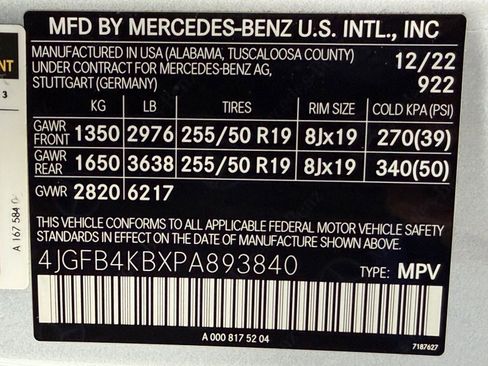 MFD BY MERCEDES-BENZ U.S. INTL., INC
MANUFACTURED IN USA (ALABAMA, TUSCALOOSA COUNTY) 12/22
UNDER CONTRACT FOR MERCEDES-BENZ AG, 922
STUTTGART (GERMANY)
KG LB TIRES RIM SIZE COLD KPA (PSI)
GAWR FRONT 1350 2976 255/50 R19 8Jx19 270(39)
GAWR REAR 1650 3638 255/50 R19 8Jx19 340(50)
GVWR 2820 6217
THIS VEHICLE CONFORMS TO ALL APPLICABLE FEDERAL MOTOR VEHICLE SAFETY
STANDARDS IN EFFECT ON THE DATE OF MANUFACTURE SHOWN ABOVE.
4JGFB4KBXPA893840 TYPE: MPV
A 000 817 52 04
7187627
A 167 584
3